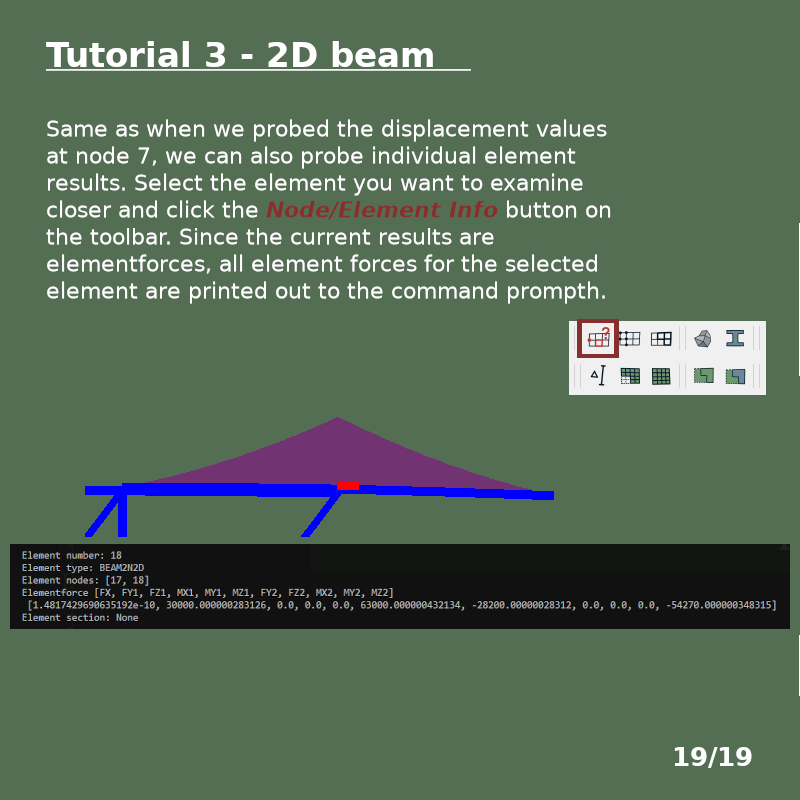 Tutorial 3 - 2D beam
Same as when we probed the displacement values
at node 7, we can also probe individual element
results. Select the element you want to examine
closer and click the Node/Element Info button on
the toolbar. Since the current results are
elementforces, all element forces for the selected
element are printed out to the command prompth.
Element number: 18
Element type: BEAM2N2D
Element nodes: [17, 18]
Elementforce [FX, FY1, FZ1, MX1, MY1, MZ1, FY2, FZ2, MX2, MY2, MZ2]
[1.4817429690635192e-10, 30000.000000283126, 0.0, 0.0, 0.0, 63000.000000432134, -28200.00000028312, 0.0, 0.0, 0.0, -54270.000000348315]
Element section: None
19/19